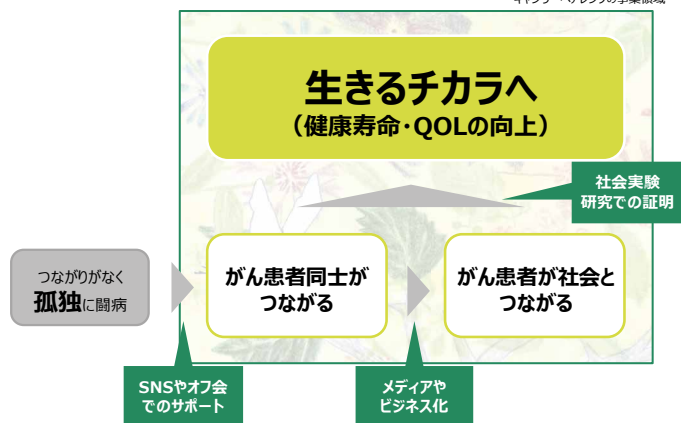 生きるチカラへ
（健康寿命・QOLの向上）
社会実験
研究での証明
つながりがなく
孤独に闘病
がん患者同士が
つながる
がん患者が社会と
つながる
SNSやオフ会
でのサポート
メディアや
ビジネス化